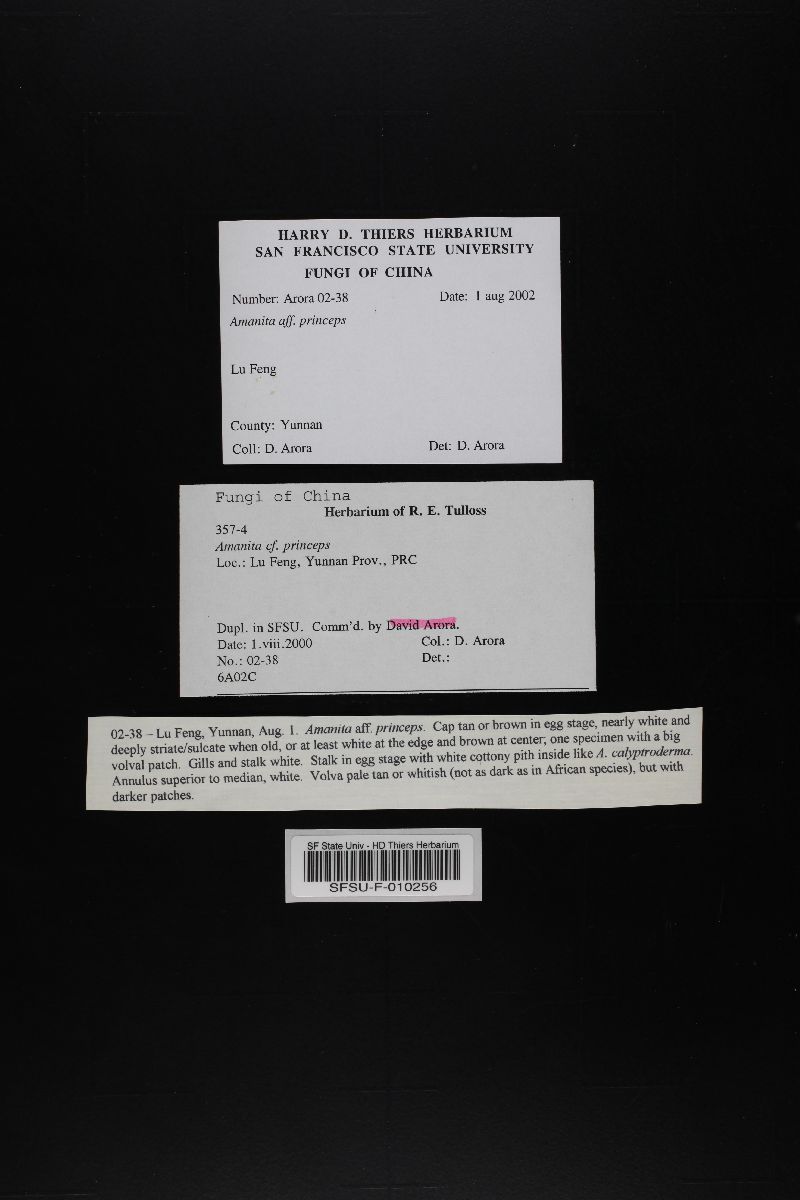 HARRY D. THIERS HERBARIUM
SAN FRANCISCO STATE UNIVERSITY
FUNGI OF CHINA
Number: Arora 02-38 Date: 1 aug 2002
Amanita aff. princeps
Lu Feng
County: Yunnan
Coll: D. Arora Det: D. Arora
Fungi of China
Herbarium of R. E. Tulloss
357-4
Amanita cf. princeps
Loc.: Lu Feng, Yunnan Prov., PRC
Dupl. in SFSU. Comm'd. by David Arora.
Date: 1.viii.2000 Col.: D. Arora
No.: 02-38 Det.:
6A02C
02-38 – Lu Feng, Yunnan, Aug. 1. Amanita aff. princeps. Cap tan or brown in egg stage, nearly white and
deeply striate/sulcate when old, or at least white at the edge and brown at center; one specimen with a big
volval patch. Gills and stalk white. Stalk in egg stage with white cottony pith inside like A. calyptroderma.
Annulus superior to median, white. Volva pale tan or whitish (not as dark as in African species), but with
darker patches.
SF State Univ - HD Thiers Herbarium
SFSU-F-010256